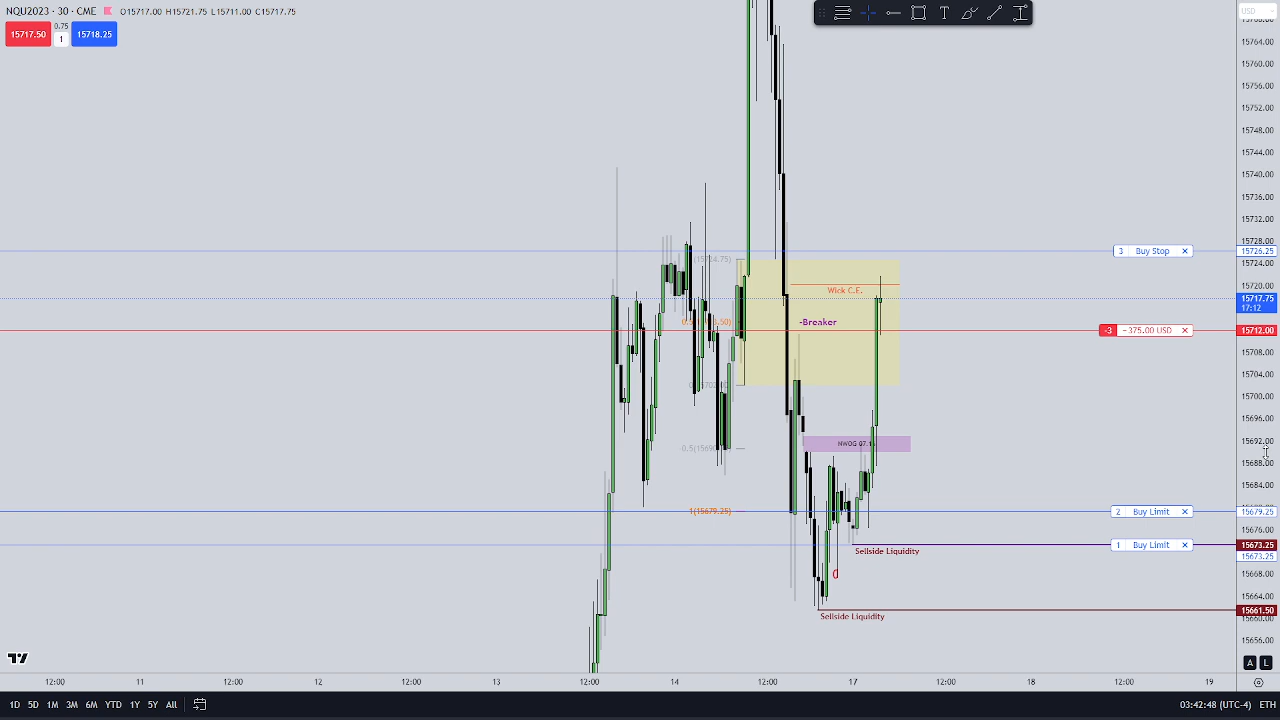 NQU2023 · 30 · CME O15717.00 H15721.75 L15711.00 C15717.75
15717.50 0.75 1 15718.25
USD
15764.00
15760.00
15756.00
15752.00
15748.00
15744.00
15740.00
15736.00
15732.00
15728.00
3 Buy Stop × 15726.25
15724.00
15720.00
Wick C.E.
15717.75
17:12
-Breaker
-3 -375.00 USD × 15712.00
15708.00
15704.00
15700.00
15696.00
15692.00
NWOG 07.1
15688.00
15684.00
1(15679.25) 2 Buy Limit × 15679.25
15676.00
1 Buy Limit × 15673.25
Sellside Liquidity 15673.25
15668.00
15664.00
15661.50
Sellside Liquidity
15660.00
15656.00
A L
12:00 11 12:00 12 12:00 13 12:00 14 12:00 17 12:00 18 12:00 19
1D 5D 1M 3M 6M YTD 1Y 5Y All 03:42:48 (UTC-4) ETH